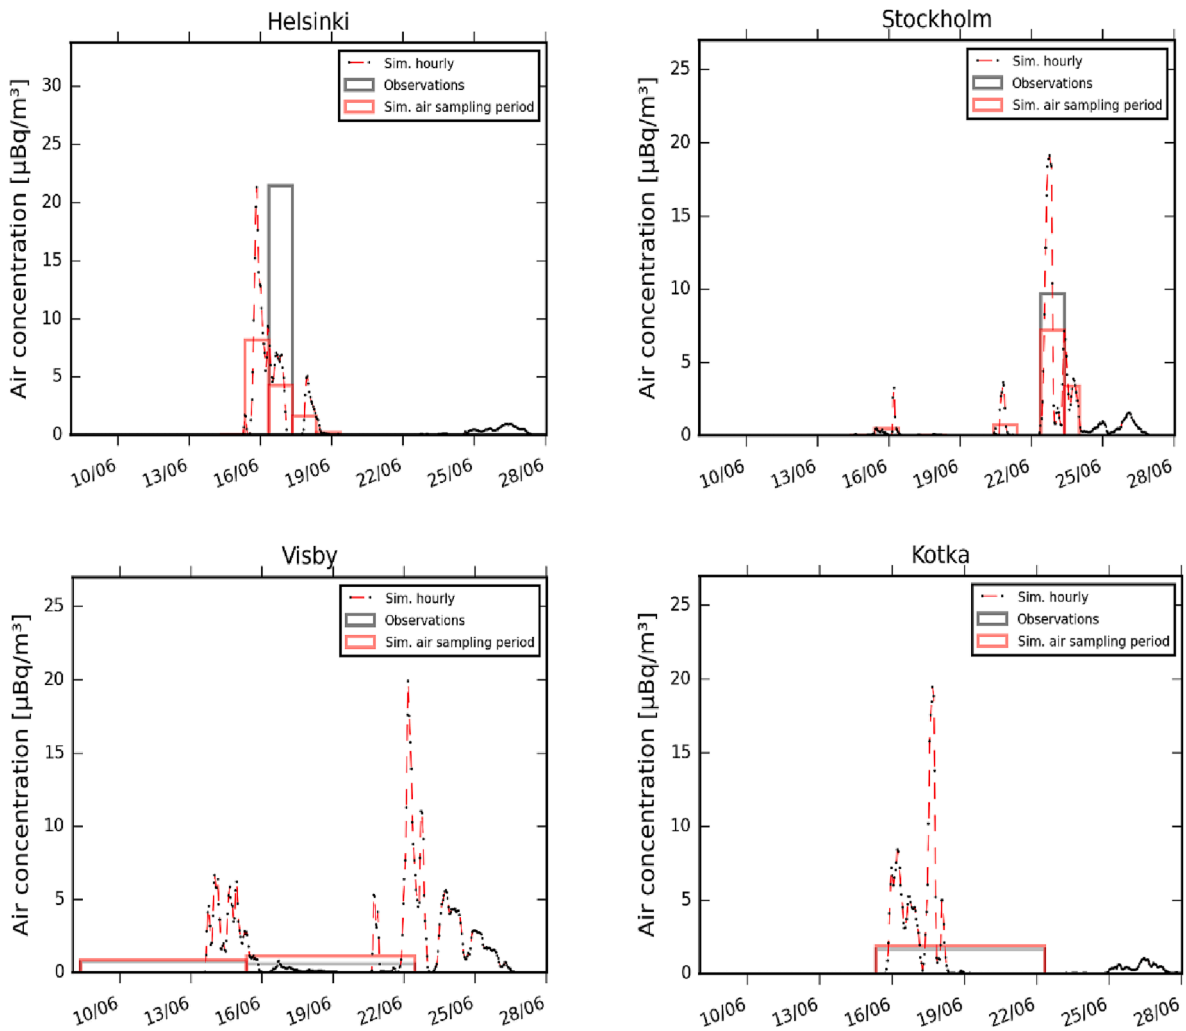 Helsinki
Air concentration [µBq/m³]
30
25
20
15
10
5
0
Sim. hourly
Observations
Sim. air sampling period
10/06 13/06 16/06 19/06 22/06 25/06 28/06
Stockholm
Air concentration [µBq/m³]
25
20
15
10
5
0
Sim. hourly
Observations
Sim. air sampling period
10/06 13/06 16/06 19/06 22/06 25/06 28/06
Visby
Air concentration [µBq/m³]
25
20
15
10
5
0
Sim. hourly
Observations
Sim. air sampling period
10/06 13/06 16/06 19/06 22/06 25/06 28/06
Kotka
Air concentration [µBq/m³]
25
20
15
10
5
0
Sim. hourly
Observations
Sim. air sampling period
10/06 13/06 16/06 19/06 22/06 25/06 28/06